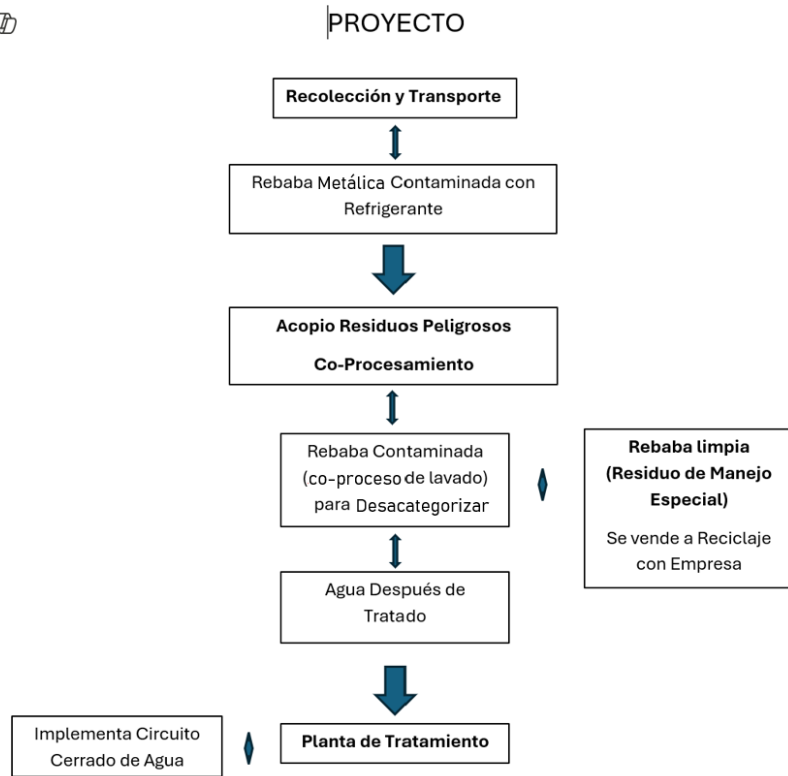 PROYECTO
Recolección y Transporte
Rebaba Metálica Contaminada con
Refrigerante
Acopio Residuos Peligrosos
Co-Procesamiento
Rebaba Contaminada
(co-proceso de lavado)
para Desacategorizar
Rebaba limpia
(Residuo de Manejo
Especial)
Se vende a Reciclaje
con Empresa
Agua Después de
Tratado
Implementa Circuito
Cerrado de Agua
Planta de Tratamiento